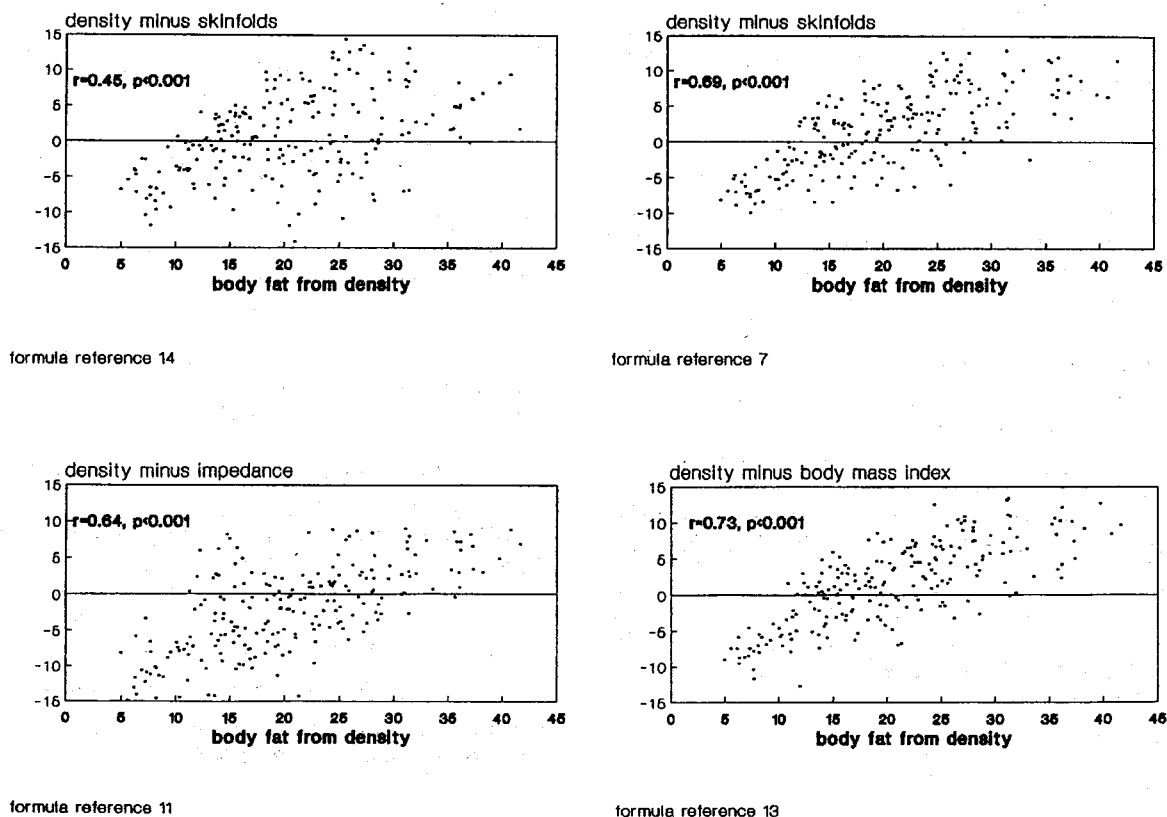 density minus skinfolds
15
10
5
0
-5
-10
-15
r=0.45, p<0.001
0 5 10 15 20 25 30 35 40 45
body fat from density
formula reference 14
density minus skinfolds
15
10
5
0
-5
-10
-15
r=0.69, p<0.001
0 5 10 15 20 25 30 35 40 45
body fat from density
formula reference 7
density minus impedance
15
10
5
0
-5
-10
-15
r=0.64, p<0.001
0 5 10 15 20 25 30 35 40 45
body fat from density
formula reference 11
density minus body mass index
15
10
5
0
-5
-10
-15
r=0.73, p<0.001
0 5 10 15 20 25 30 35 40 45
body fat from density
formula reference 13